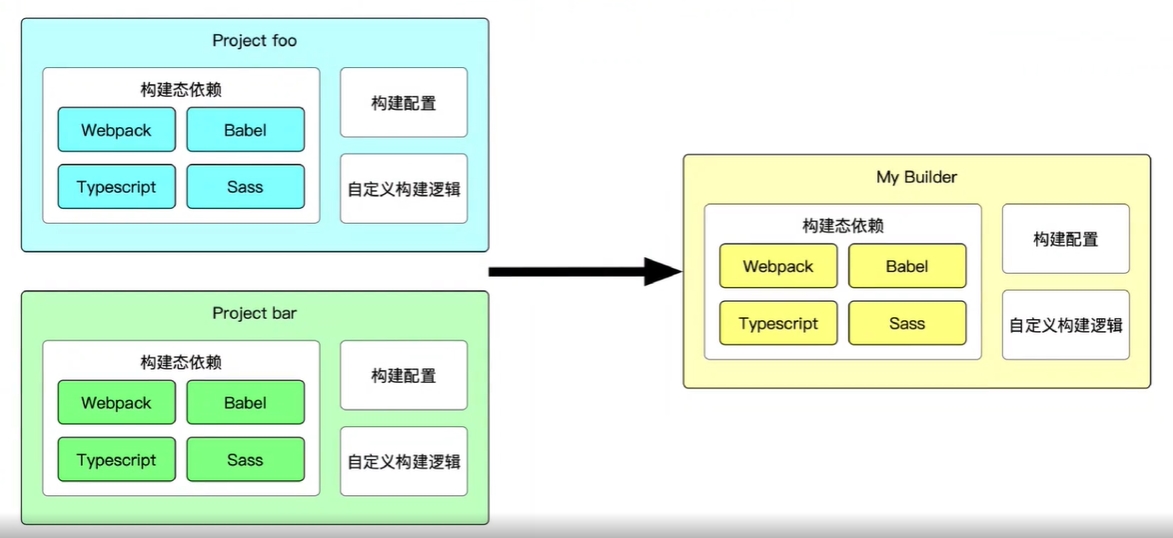 Project foo
构建态依赖
Webpack
Babel
Typescript
Sass
构建配置
自定义构建逻辑
Project bar
构建态依赖
Webpack
Babel
Typescript
Sass
构建配置
自定义构建逻辑
My Builder
构建态依赖
Webpack
Babel
Typescript
Sass
构建配置
自定义构建逻辑